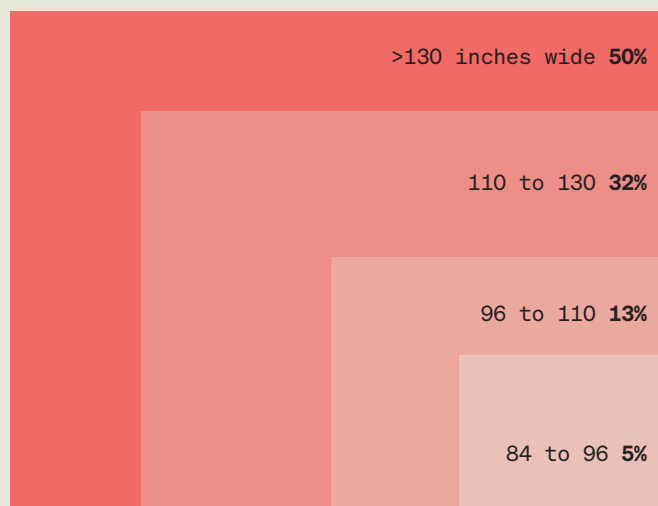 >130 inches wide 50%
110 to 130 32%
96 to 110 13%
84 to 96 5%